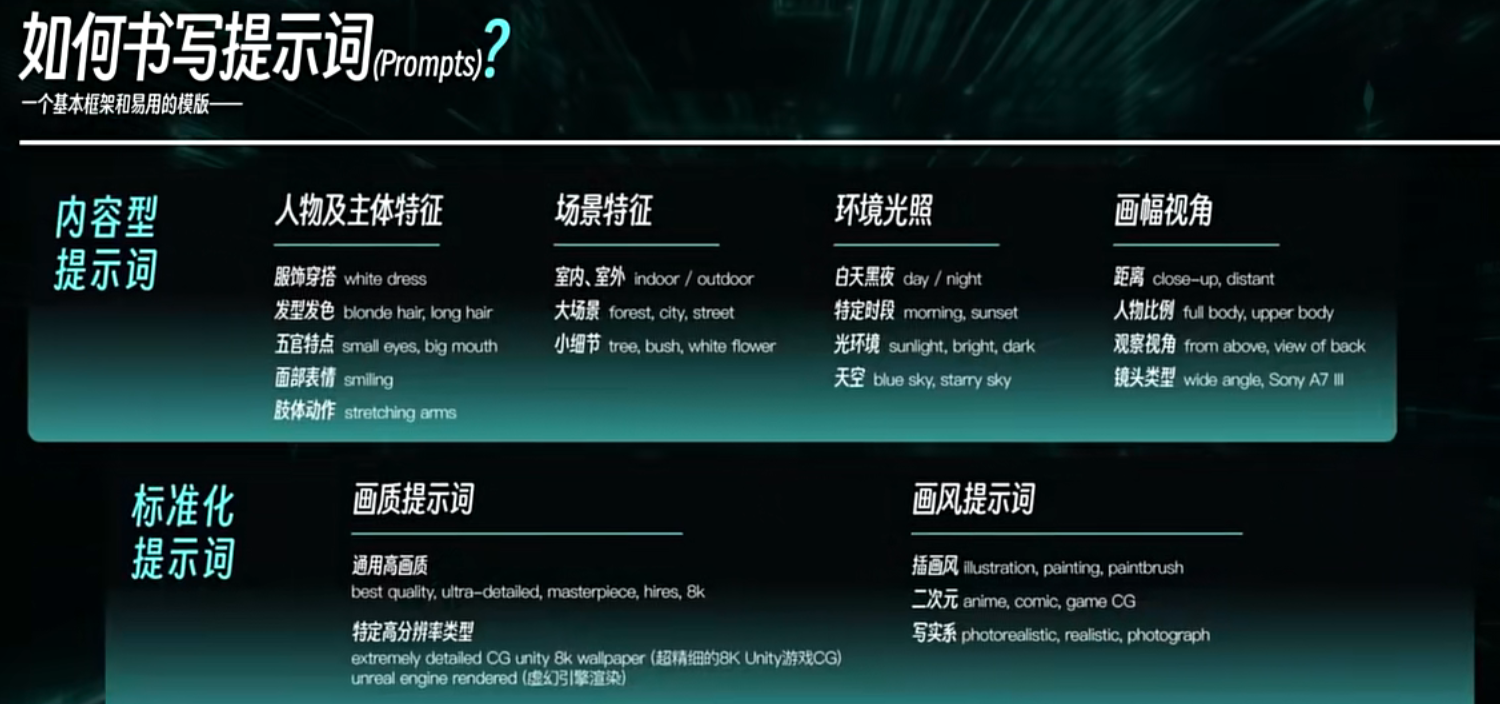 如何书写提示词(Prompts)?
一个基本框架和易用的模版——
内容型
提示词
人物及主体特征
服饰穿搭 white dress
发型发色 blonde hair, long hair
五官特点 small eyes, big mouth
面部表情 smiling
肢体动作 stretching arms
场景特征
室内、室外 indoor / outdoor
大场景 forest, city, street
小细节 tree, bush, white flower
环境光照
白天黑夜 day / night
特定时段 morning, sunset
光环境 sunlight, bright, dark
天空 blue sky, starry sky
画幅视角
距离 close-up, distant
人物比例 full body, upper body
观察视角 from above, view of back
镜头类型 wide angle, Sony A7 III
标准化
提示词
画质提示词
通用高画质
best quality, ultra-detailed, masterpiece, hires, 8k
特定高分辨率类型
extremely detailed CG unity 8k wallpaper (超精细的8K Unity游戏CG)
unreal engine rendered (虚幻引擎渲染)
画风提示词
插画风 illustration, painting, paintbrush
二次元 anime, comic, game CG
写实系 photorealistic, realistic, photograph